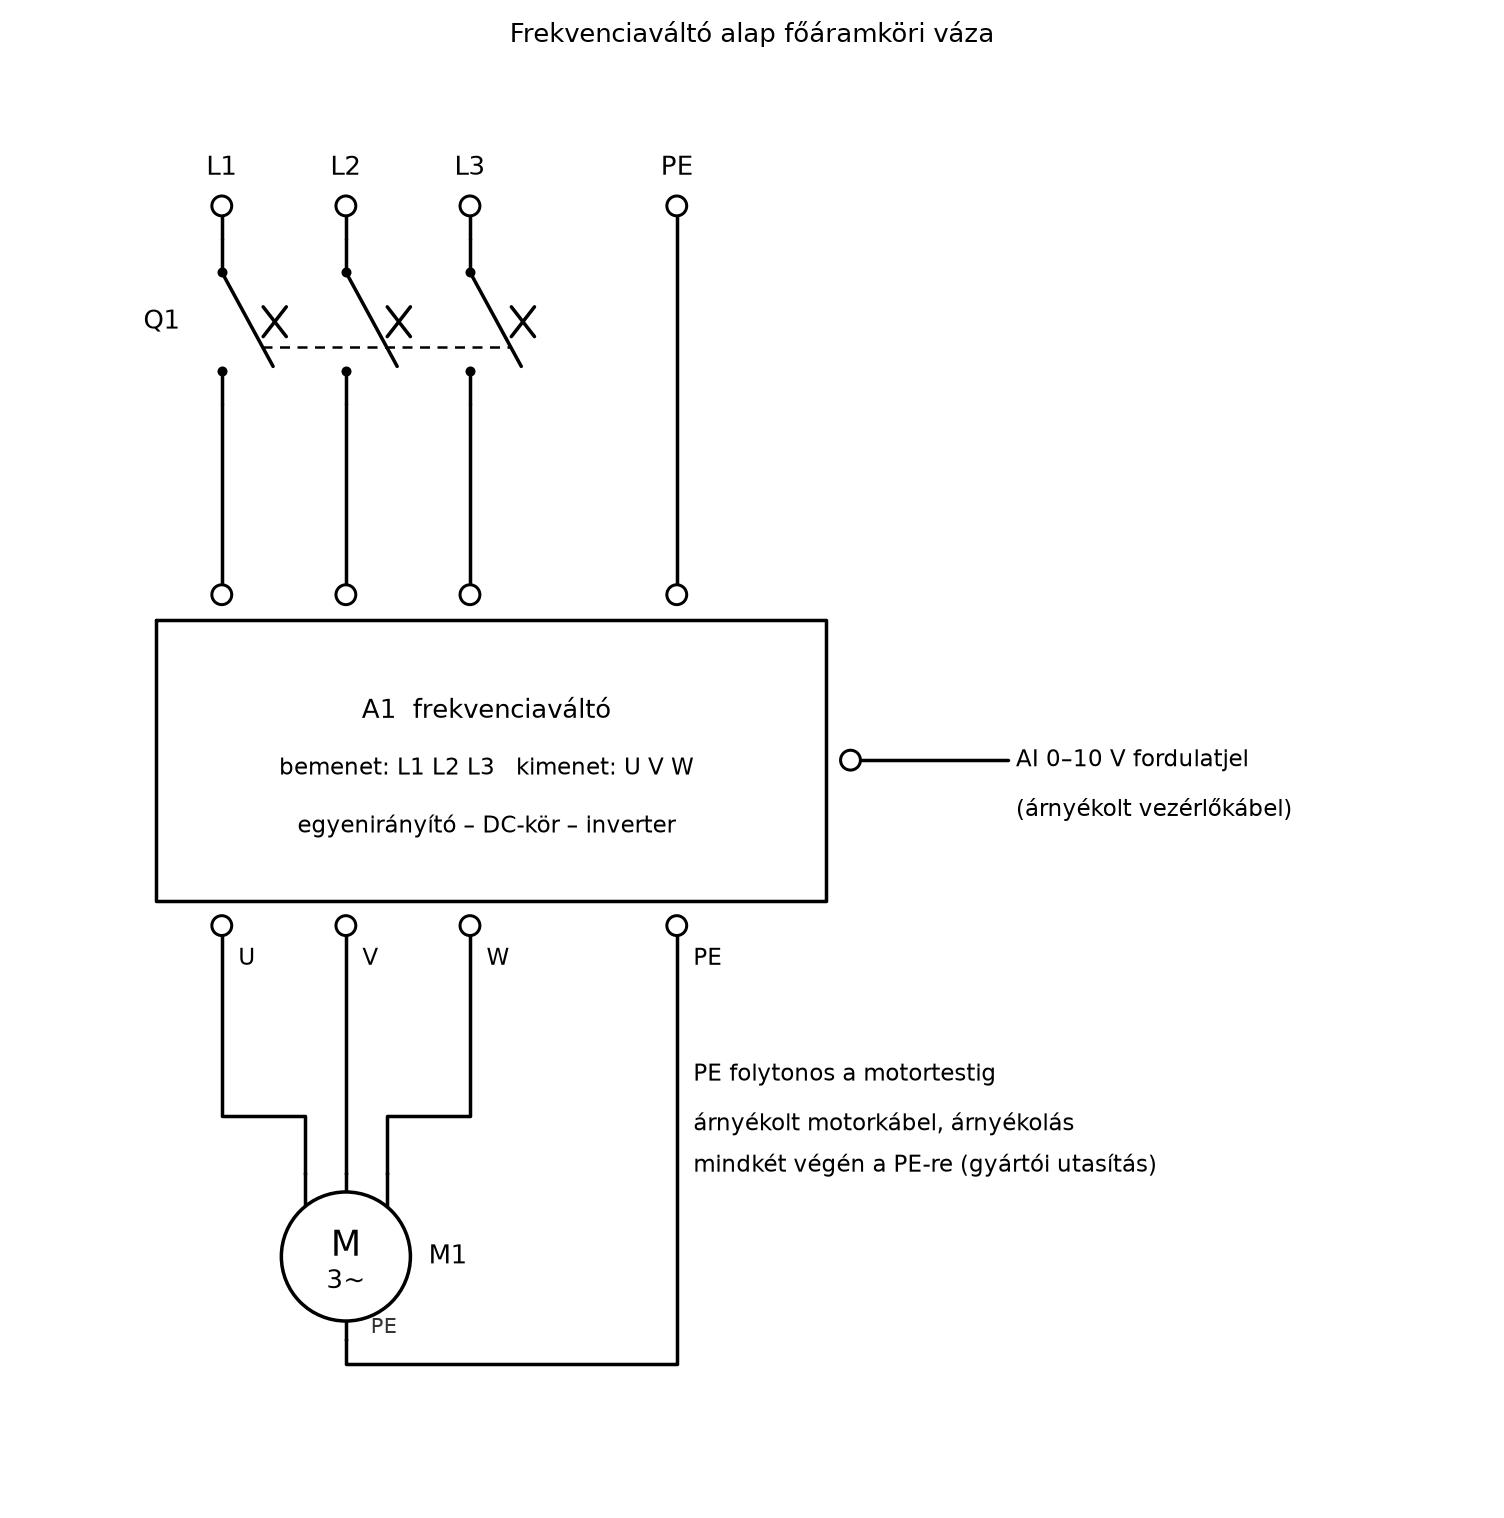 Frekvenciaváltó alap főáramköri váza
L1 L2 L3 PE
Q1
A1 frekvenciaváltó
bemenet: L1 L2 L3 kimenet: U V W
egyenirányító – DC-kör – inverter
AI 0–10 V fordulatjel
(árnyékolt vezérlőkábel)
U V W PE
PE folytonos a motortestig
árnyékolt motorkábel, árnyékolás
mindkét végén a PE-re (gyártói utasítás)
M
3~
M1
PE